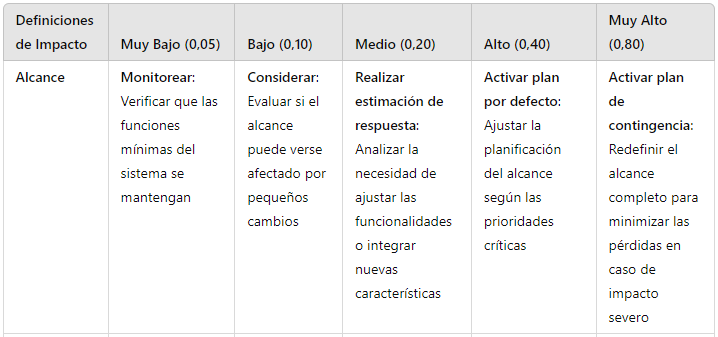 Definiciones
de Impacto
Muy Bajo (0,05)
Bajo (0,10)
Medio (0,20)
Alto (0,40)
Muy Alto
(0,80)
Alcance
Monitorear:
Verificar que las
funciones
mínimas del
sistema se
mantengan
Considerar:
Evaluar si el
alcance
puede verse
afectado por
pequeños
cambios
Realizar
estimación de
respuesta:
Analizar la
necesidad de
ajustar las
funcionalidades
o integrar
nuevas
características
Activar plan
por defecto:
Ajustar la
planificación
del alcance
según las
prioridades
críticas
Activar plan
de
contingencia:
Redefinir el
alcance
completo para
minimizar las
pérdidas en
caso de
impacto
severo